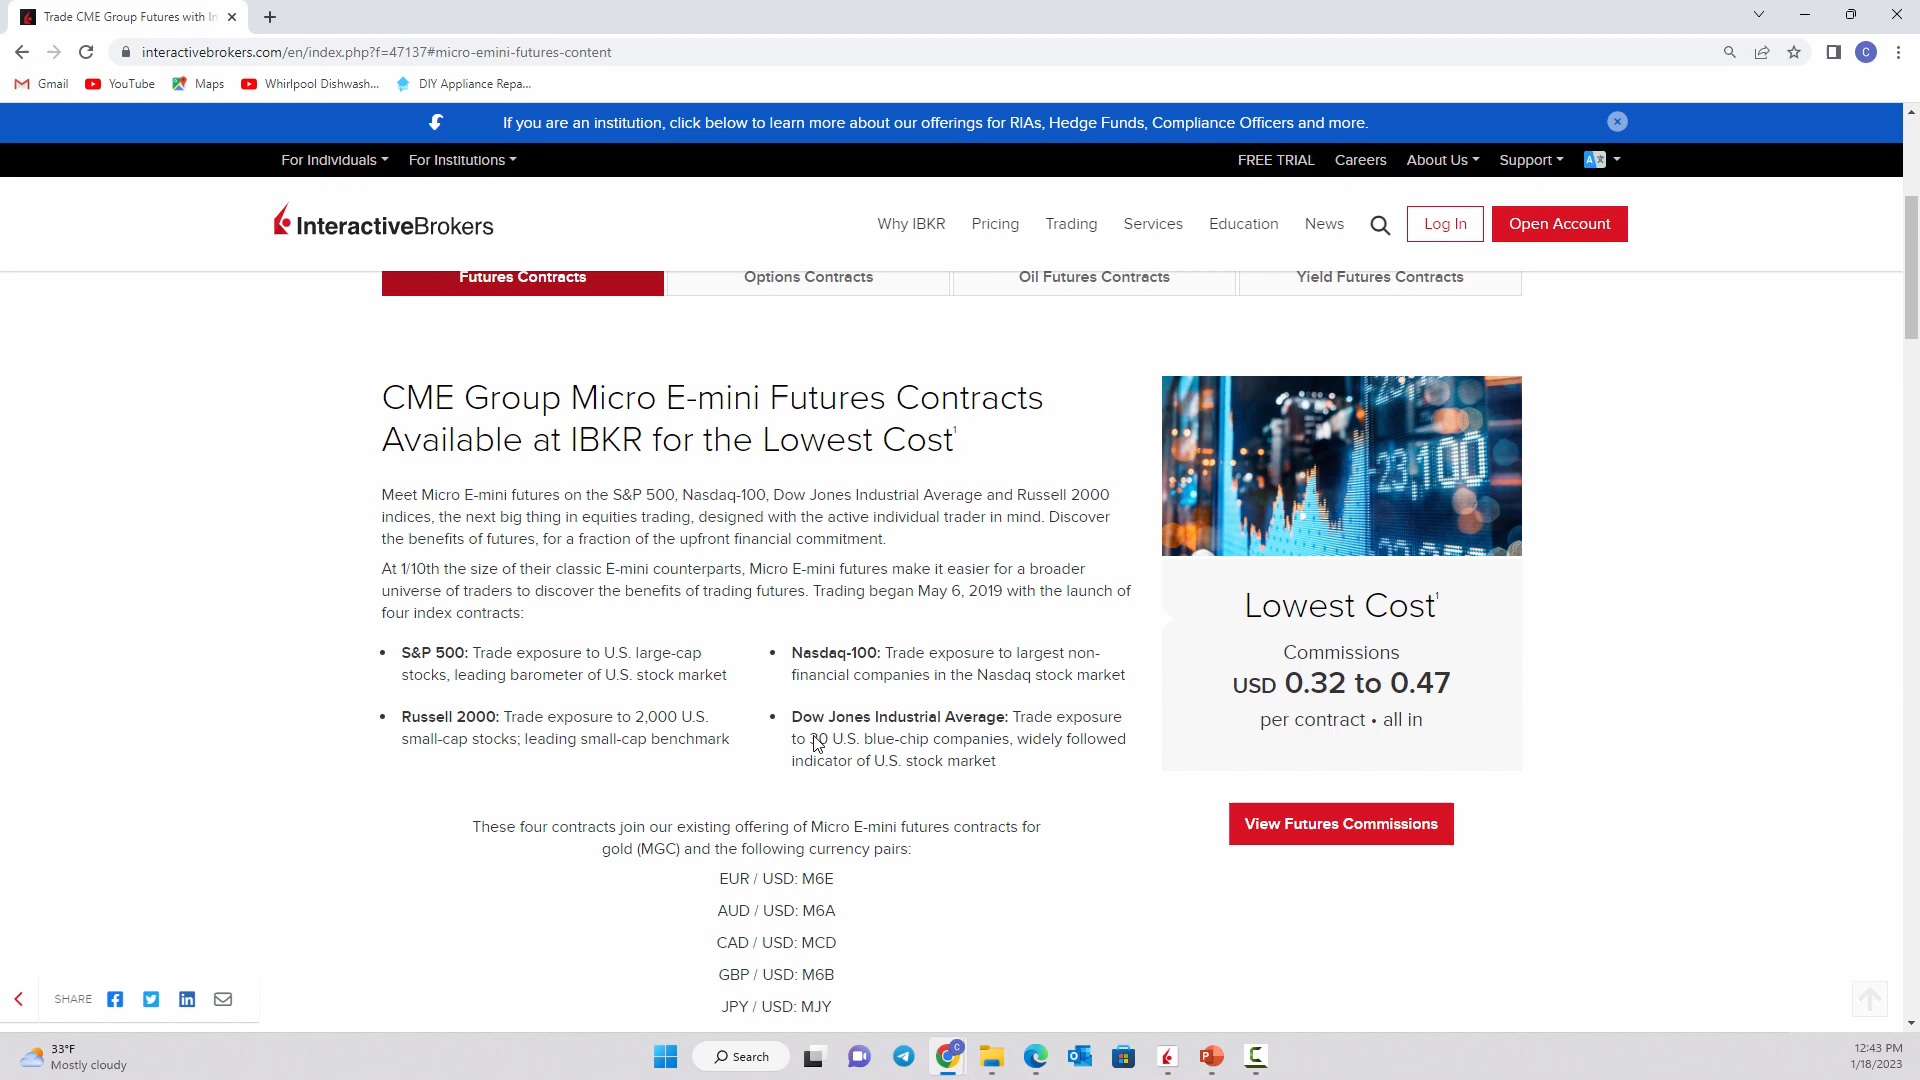 Trade CME Group Futures with In
interactivebrokers.com/en/index.php?f=47137#micro-emini-futures-content
C
Gmail YouTube Maps Whirlpool Dishwash... DIY Appliance Repa...
If you are an institution, click below to learn more about our offerings for RIAs, Hedge Funds, Compliance Officers and more.
For Individuals For Institutions FREE TRIAL Careers About Us Support
InteractiveBrokers Why IBKR Pricing Trading Services Education News Log In Open Account
Futures Contracts Options Contracts Oil Futures Contracts Yield Futures Contracts
CME Group Micro E-mini Futures Contracts
Available at IBKR for the Lowest Cost¹
Meet Micro E-mini futures on the S&P 500, Nasdaq-100, Dow Jones Industrial Average and Russell 2000
indices, the next big thing in equities trading, designed with the active individual trader in mind. Discover
the benefits of futures, for a fraction of the upfront financial commitment.
At 1/10th the size of their classic E-mini counterparts, Micro E-mini futures make it easier for a broader
universe of traders to discover the benefits of trading futures. Trading began May 6, 2019 with the launch of
four index contracts:
• S&P 500: Trade exposure to U.S. large-cap
stocks, leading barometer of U.S. stock market
• Nasdaq-100: Trade exposure to largest non-
financial companies in the Nasdaq stock market
• Russell 2000: Trade exposure to 2,000 U.S.
small-cap stocks; leading small-cap benchmark
• Dow Jones Industrial Average: Trade exposure
to 30 U.S. blue-chip companies, widely followed
indicator of U.S. stock market
These four contracts join our existing offering of Micro E-mini futures contracts for
gold (MGC) and the following currency pairs:
EUR / USD: M6E
AUD / USD: M6A
CAD / USD: MCD
GBP / USD: M6B
JPY / USD: MJY
23,100
Lowest Cost¹
Commissions
USD 0.32 to 0.47
per contract • all in
View Futures Commissions
SHARE
33°F
Mostly cloudy
Search
12:43 PM
1/18/2023